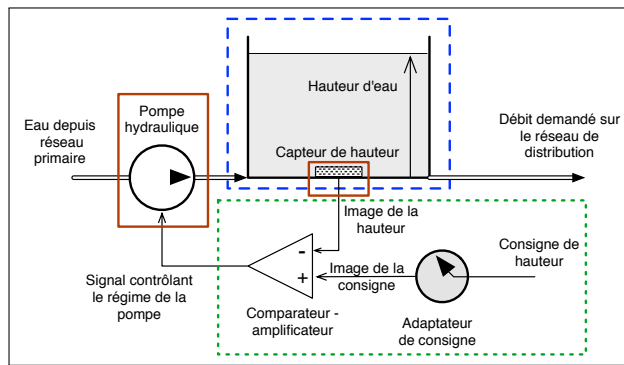 Eau depuis
réseau
primaire
Pompe
hydraulique
Hauteur d'eau
Capteur de hauteur
Débit demandé sur
le réseau de
distribution
Image de la
hauteur
Signal contrôlant
le régime de la
pompe
-
+
Comparateur -
amplificateur
Image de la
consigne
Adaptateur
de consigne
Consigne de
hauteur